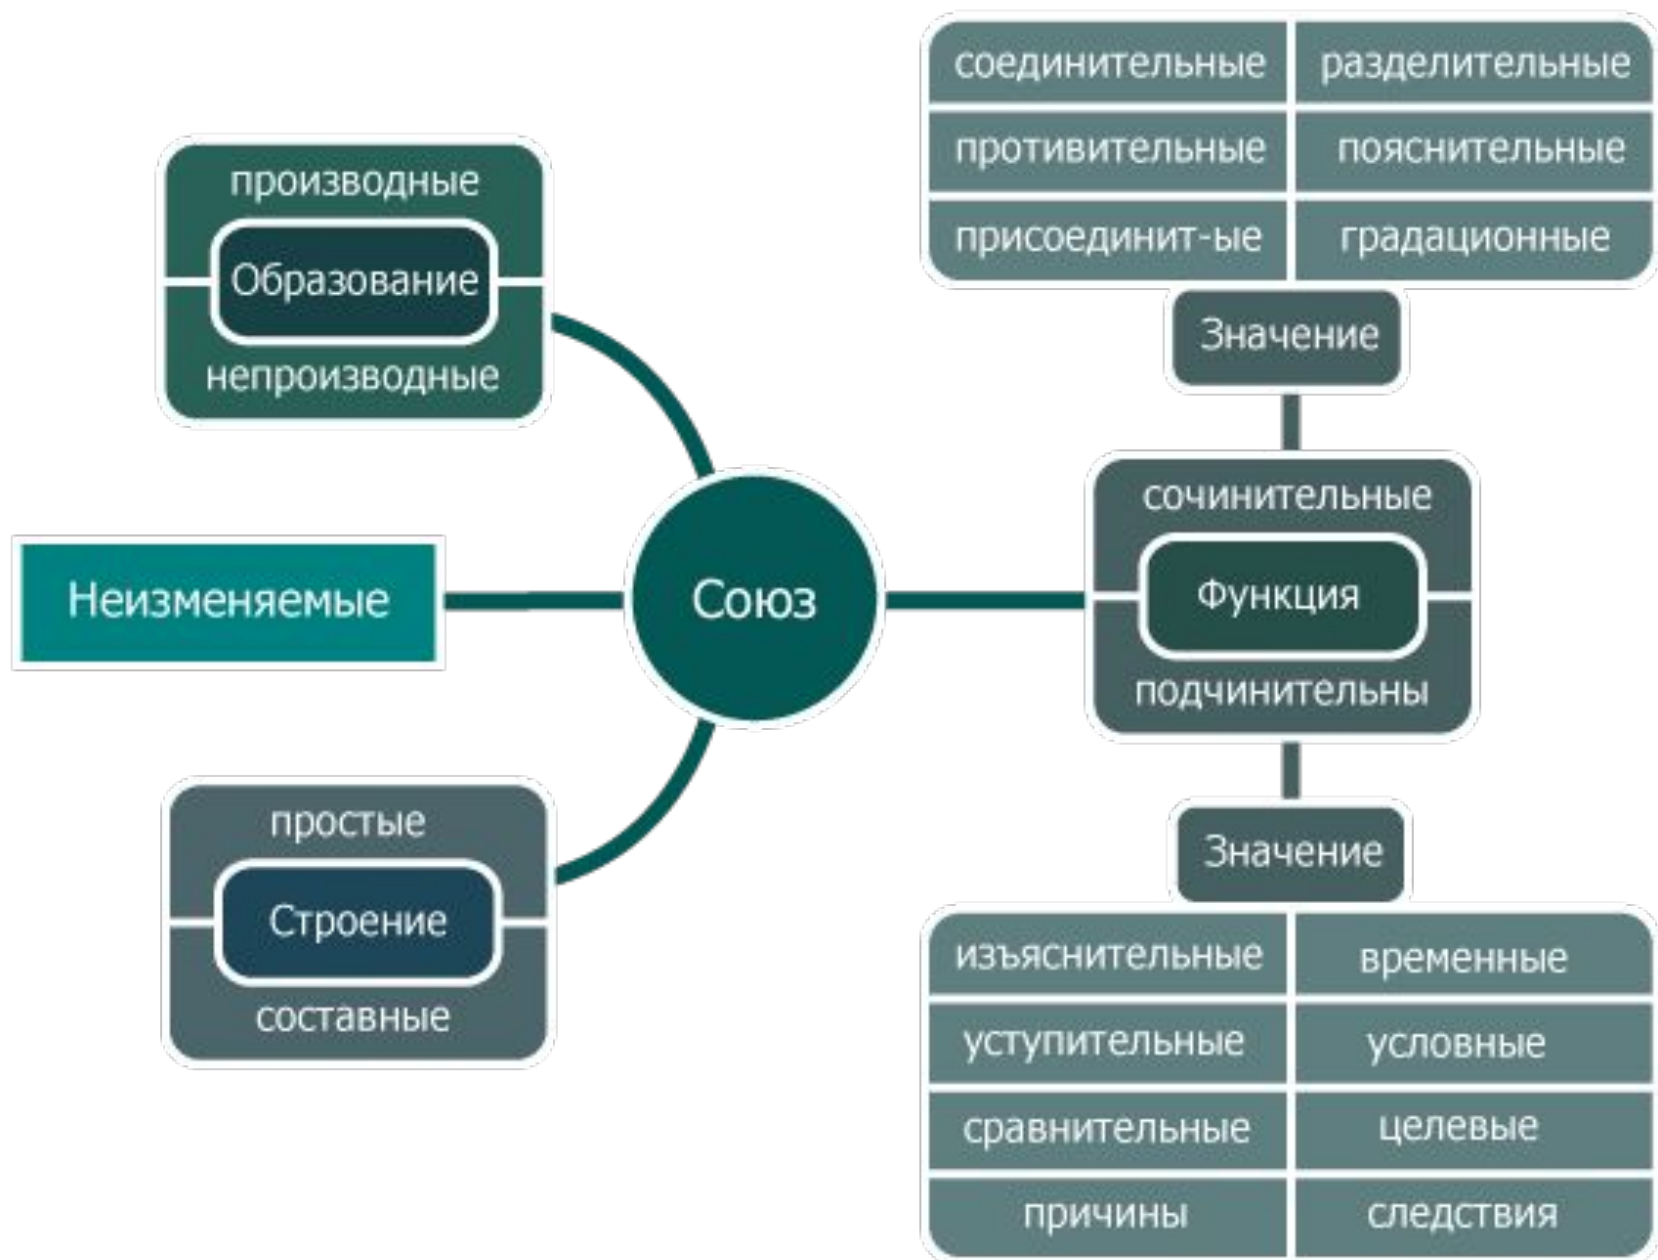 соединительные разделительные
противительные пояснительные
присоединит-ые градационные
Значение
производные
Образование
непроизводные
сочинительные
Функция
подчинительны
Неизменяемые
Союз
простые
Строение
составные
Значение
изъяснительные временные
уступительные условные
сравнительные целевые
причины следствия